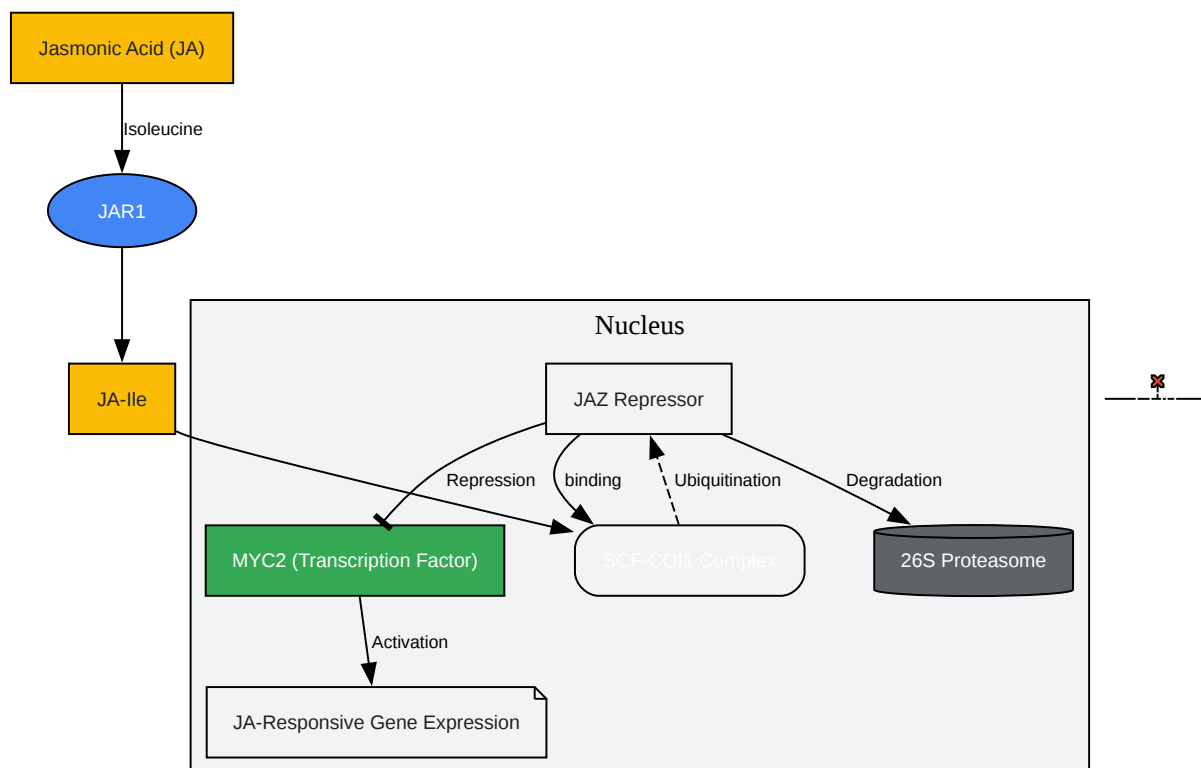 Jasmonic Acid (JA)
Isoleucine
JAR1
Nucleus
JA-Ile
JAZ Repressor
Repression
binding
Ubiquitination
Degradation
MYC2 (Transcription Factor)
SCF-COI1 Complex
26S Proteasome
Activation
JA-Responsive Gene Expression